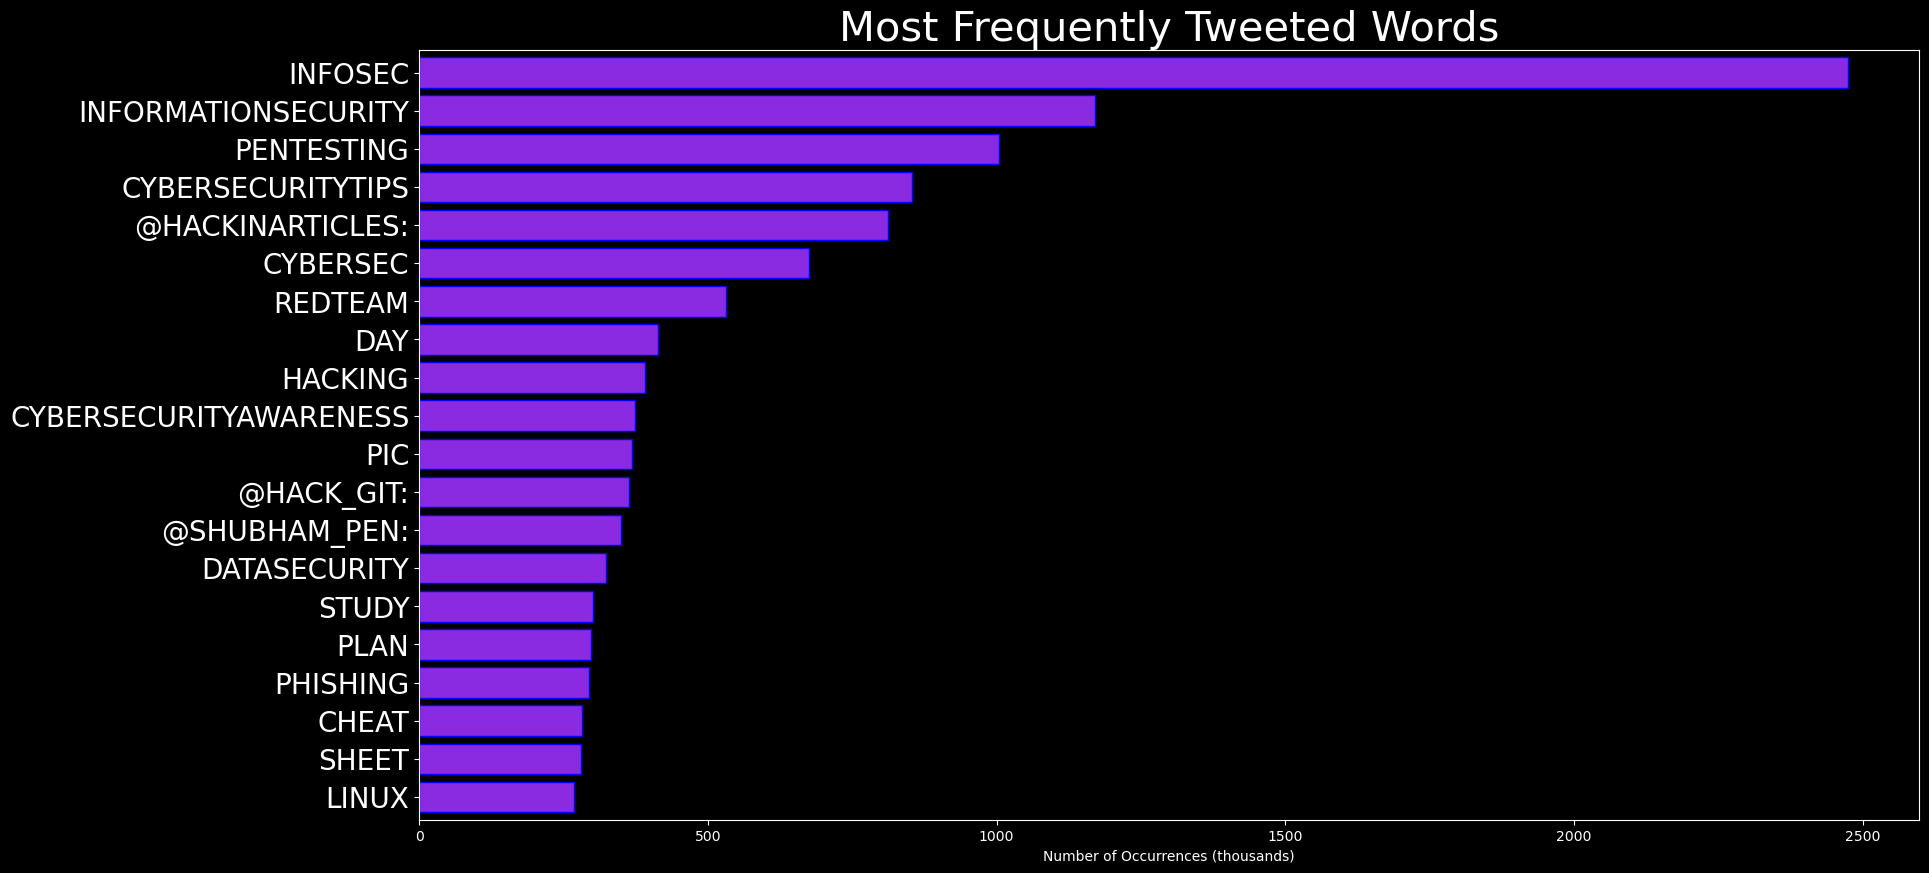 Most Frequently Tweeted Words
INFOSEC
INFORMATIONSECURITY
PENTESTING
CYBERSECURITYTIPS
@HACKINARTICLES:
CYBERSEC
REDTEAM
DAY
HACKING
CYBERSECURITYAWARENESS
PIC
@HACK_GIT:
@SHUBHAM_PEN:
DATASECURITY
STUDY
PLAN
PHISHING
CHEAT
SHEET
LINUX
0 500 1000 1500 2000 2500
Number of Occurrences (thousands)